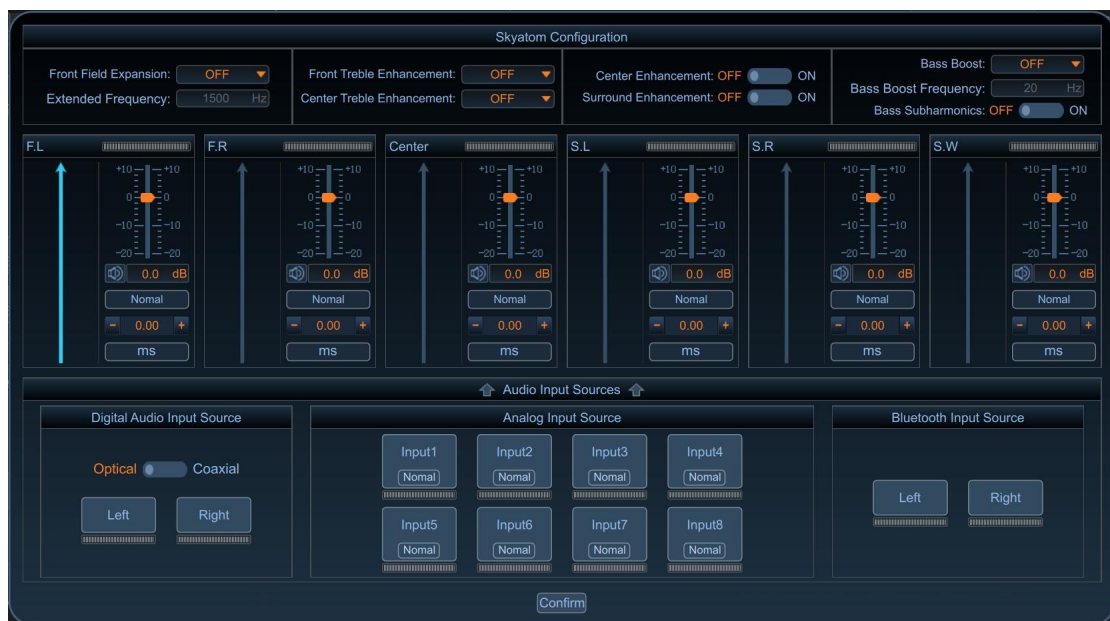 Skyatom Configuration
Front Field Expansion: OFF
Extended Frequency: 1500 Hz
Front Treble Enhancement: OFF
Center Treble Enhancement: OFF
Center Enhancement: OFF ON
Surround Enhancement: OFF ON
Bass Boost: OFF
Bass Boost Frequency: 20 Hz
Bass Subharmonics: OFF ON
F.L
+10 +10
0 0
-10 -10
-20 -20
0.0 dB
Nomal
- 0.00 +
ms
F.R
+10 +10
0 0
-10 -10
-20 -20
0.0 dB
Nomal
- 0.00 +
ms
Center
+10 +10
0 0
-10 -10
-20 -20
0.0 dB
Nomal
- 0.00 +
ms
S.L
+10 +10
0 0
-10 -10
-20 -20
0.0 dB
Nomal
- 0.00 +
ms
S.R
+10 +10
0 0
-10 -10
-20 -20
0.0 dB
Nomal
- 0.00 +
ms
S.W
+10 +10
0 0
-10 -10
-20 -20
0.0 dB
Nomal
- 0.00 +
ms
Audio Input Sources
Digital Audio Input Source
Optical Coaxial
Left Right
Analog Input Source
Input1 Input2 Input3 Input4
Normal Normal Normal Normal
Input5 Input6 Input7 Input8
Normal Normal Normal Normal
Bluetooth Input Source
Left Right
Confirm